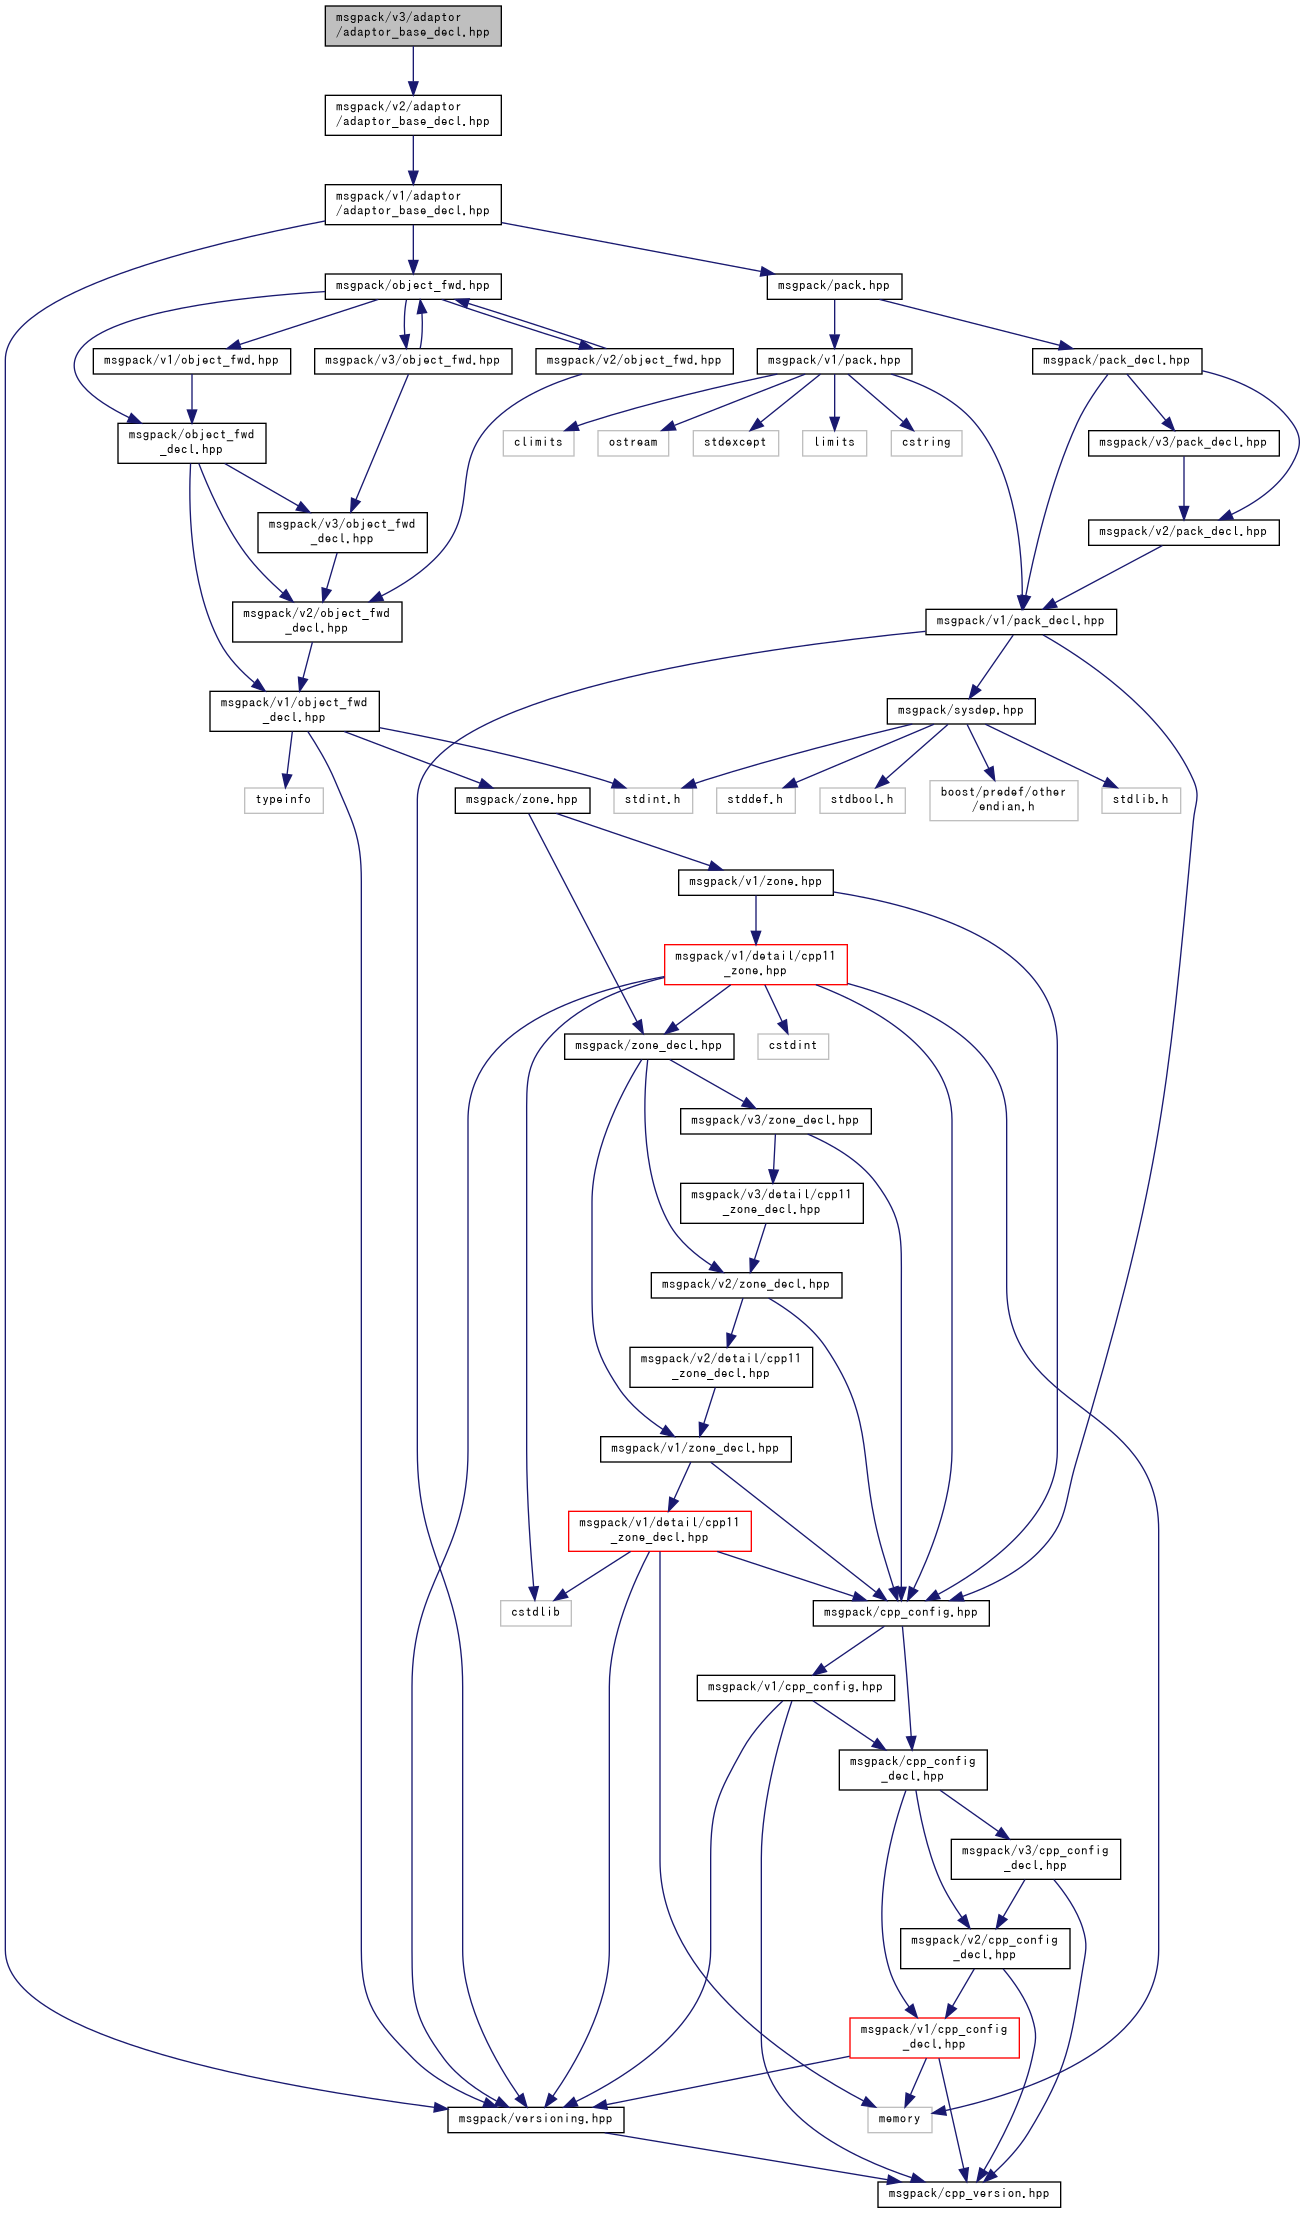 msgpack/v3/adaptor
/adaptor_base_decl.hpp
msgpack/v2/adaptor
/adaptor_base_decl.hpp
msgpack/v1/adaptor
/adaptor_base_decl.hpp
msgpack/object_fwd.hpp
msgpack/pack.hpp
msgpack/v1/object_fwd.hpp
msgpack/v3/object_fwd.hpp
msgpack/v2/object_fwd.hpp
msgpack/v1/pack.hpp
msgpack/pack_decl.hpp
msgpack/object_fwd
_decl.hpp
climits
ostream
stdexcept
limits
cstring
msgpack/v3/pack_decl.hpp
msgpack/v3/object_fwd
_decl.hpp
msgpack/v2/pack_decl.hpp
msgpack/v2/object_fwd
_decl.hpp
msgpack/v1/pack_decl.hpp
msgpack/v1/object_fwd
_decl.hpp
msgpack/sysdep.hpp
typeinfo
msgpack/zone.hpp
stdint.h
stddef.h
stdbool.h
boost/predef/other
/endian.h
stdlib.h
msgpack/v1/zone.hpp
msgpack/v1/detail/cpp11
_zone.hpp
msgpack/zone_decl.hpp
cstdint
msgpack/v3/zone_decl.hpp
msgpack/v3/detail/cpp11
_zone_decl.hpp
msgpack/v2/zone_decl.hpp
msgpack/v2/detail/cpp11
_zone_decl.hpp
msgpack/v1/zone_decl.hpp
msgpack/v1/detail/cpp11
_zone_decl.hpp
cstdlib
msgpack/cpp_config.hpp
msgpack/v1/cpp_config.hpp
msgpack/cpp_config
_decl.hpp
msgpack/v3/cpp_config
_decl.hpp
msgpack/v2/cpp_config
_decl.hpp
msgpack/v1/cpp_config
_decl.hpp
msgpack/versioning.hpp
memory
msgpack/cpp_version.hpp